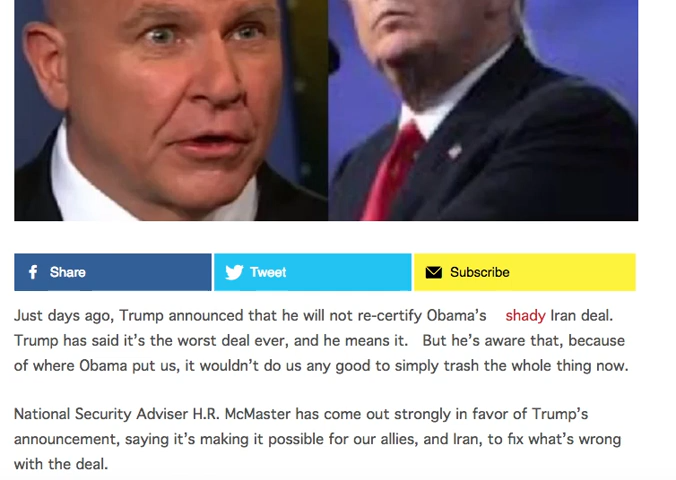 Share Tweet Subscribe
Just days ago, Trump announced that he will not re-certify Obama's shady Iran deal.
Trump has said it's the worst deal ever, and he means it. But he's aware that, because
of where Obama put us, it wouldn't do us any good to simply trash the whole thing now.
National Security Adviser H.R. McMaster has come out strongly in favor of Trump's
announcement, saying it's making it possible for our allies, and Iran, to fix what's wrong
with the deal.